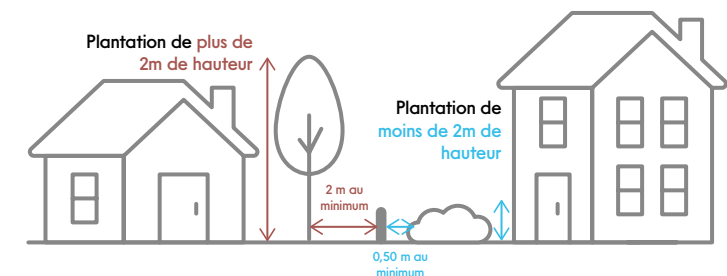 Plantation de plus de
2m de hauteur
Plantation de
moins de 2m de
hauteur
2 m au
minimum
0,50 m au
minimum